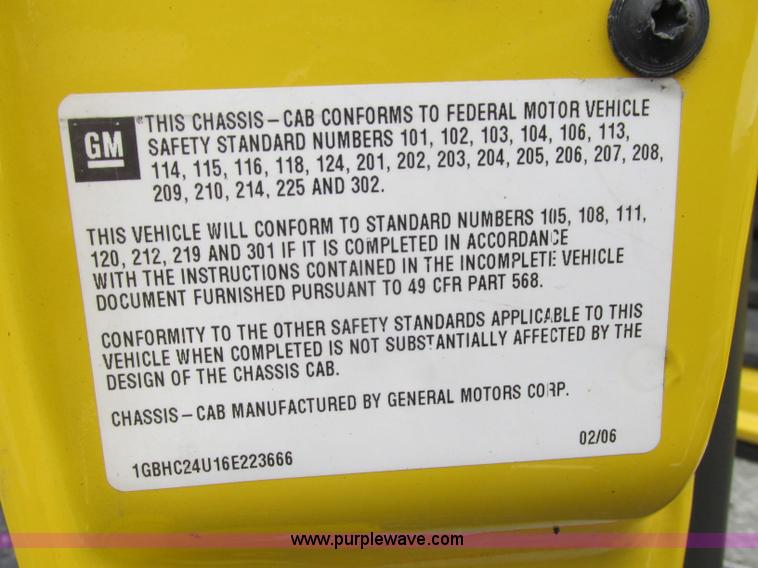 GM
® THIS CHASSIS-CAB CONFORMS TO FEDERAL MOTOR VEHICLE
SAFETY STANDARD NUMBERS 101, 102, 103, 104, 106, 113,
114, 115, 116, 118, 124, 201, 202, 203, 204, 205, 206, 207, 208,
209, 210, 214, 225 AND 302.
THIS VEHICLE WILL CONFORM TO STANDARD NUMBERS 105, 108, 111,
120, 212, 219 AND 301 IF IT IS COMPLETED IN ACCORDANCE
WITH THE INSTRUCTIONS CONTAINED IN THE INCOMPLETE VEHICLE
DOCUMENT FURNISHED PURSUANT TO 49 CFR PART 568.
CONFORMITY TO THE OTHER SAFETY STANDARDS APPLICABLE TO THIS
VEHICLE WHEN COMPLETED IS NOT SUBSTANTIALLY AFFECTED BY THE
DESIGN OF THE CHASSIS CAB.
CHASSIS-CAB MANUFACTURED BY GENERAL MOTORS CORP.
02/06
1GBHC24U16E223666
www.purplewave.com